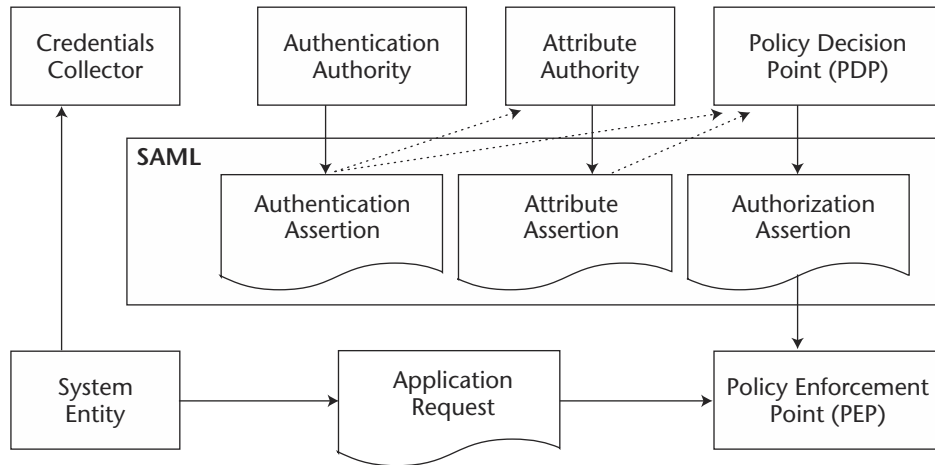 Credentials
Collector
Authentication
Authority
Attribute
Authority
Policy Decision
Point (PDP)
SAML
Authentication
Assertion
Attribute
Assertion
Authorization
Assertion
System
Entity
Application
Request
Policy Enforcement
Point (PEP)